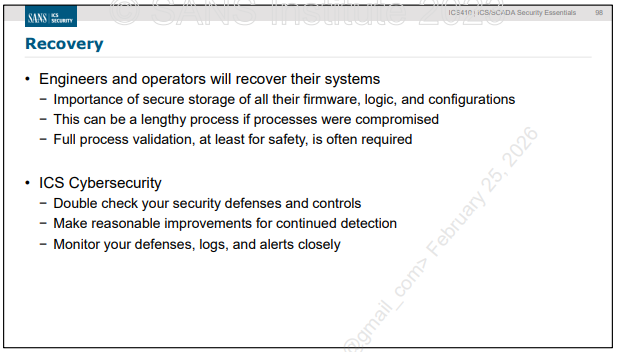 © SANS Institute 2026
SANS ICS SECURITY
ICS410 | ICS/SCADA Security Essentials 98
Recovery
• Engineers and operators will recover their systems
− Importance of secure storage of all their firmware, logic, and configurations
− This can be a lengthy process if processes were compromised
− Full process validation, at least for safety, is often required
• ICS Cybersecurity
− Double check your security defenses and controls
− Make reasonable improvements for continued detection
− Monitor your defenses, logs, and alerts closely
@gmail_com> February 25, 2026